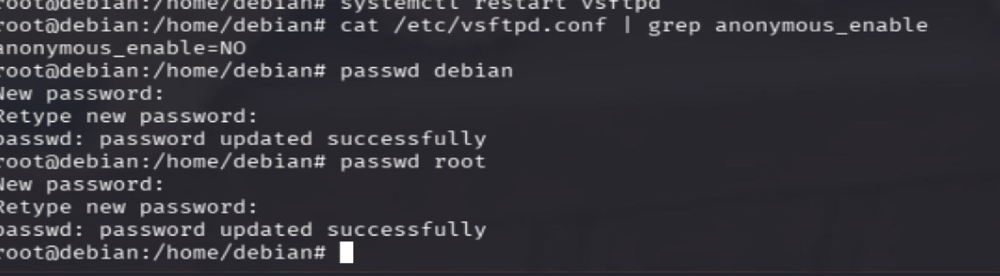 root@debian:/home/debian# systemctl restart vsftpd
root@debian:/home/debian# cat /etc/vsftpd.conf | grep anonymous_enable
anonymous_enable=NO
root@debian:/home/debian# passwd debian
New password:
Retype new password:
passwd: password updated successfully
root@debian:/home/debian# passwd root
New password:
Retype new password:
passwd: password updated successfully
root@debian:/home/debian#